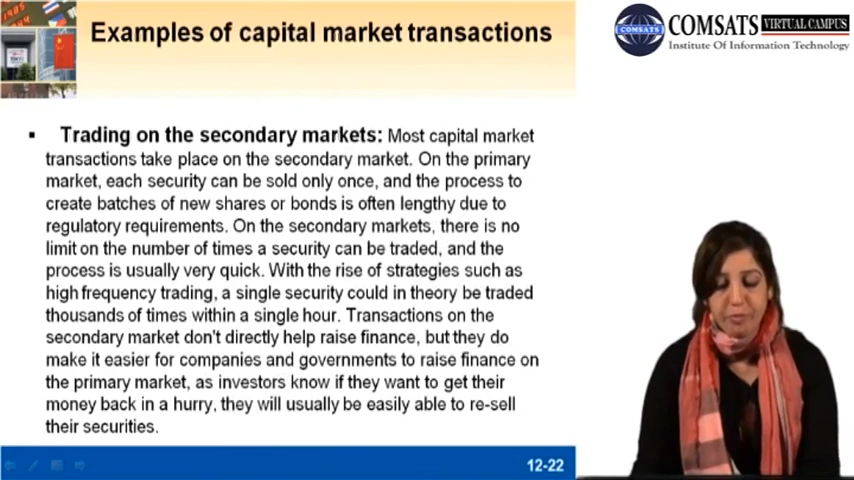 Examples of capital market transactions
COMSATS VIRTUAL CAMPUS
Institute Of Information Technology
COMSATS
▪ Trading on the secondary markets: Most capital market
transactions take place on the secondary market. On the primary
market, each security can be sold only once, and the process to
create batches of new shares or bonds is often lengthy due to
regulatory requirements. On the secondary markets, there is no
limit on the number of times a security can be traded, and the
process is usually very quick. With the rise of strategies such as
high frequency trading, a single security could in theory be traded
thousands of times within a single hour. Transactions on the
secondary market don't directly help raise finance, but they do
make it easier for companies and governments to raise finance on
the primary market, as investors know if they want to get their
money back in a hurry, they will usually be easily able to re-sell
their securities.
12-22